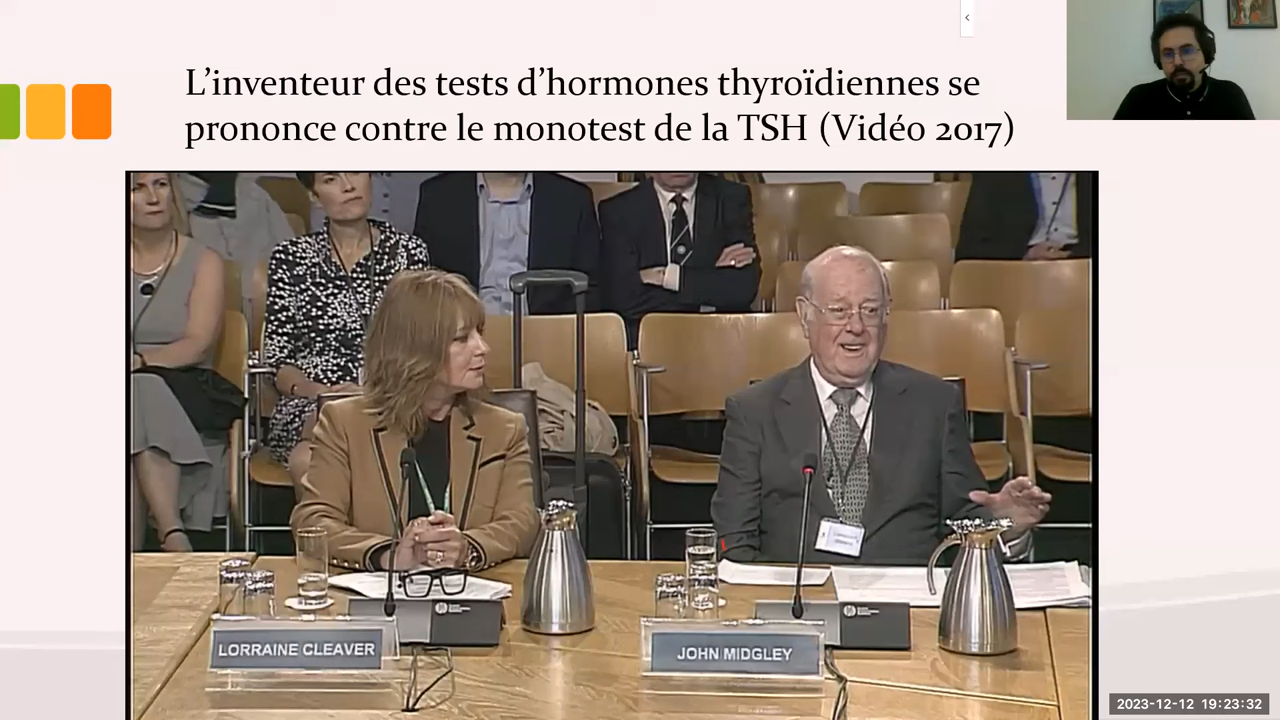 L’inventeur des tests d’hormones thyroïdiennes se
prononce contre le monotest de la TSH (Vidéo 2017)
LORRAINE CLEAVER
JOHN MIDGLEY
2023-12-12 19:23:32